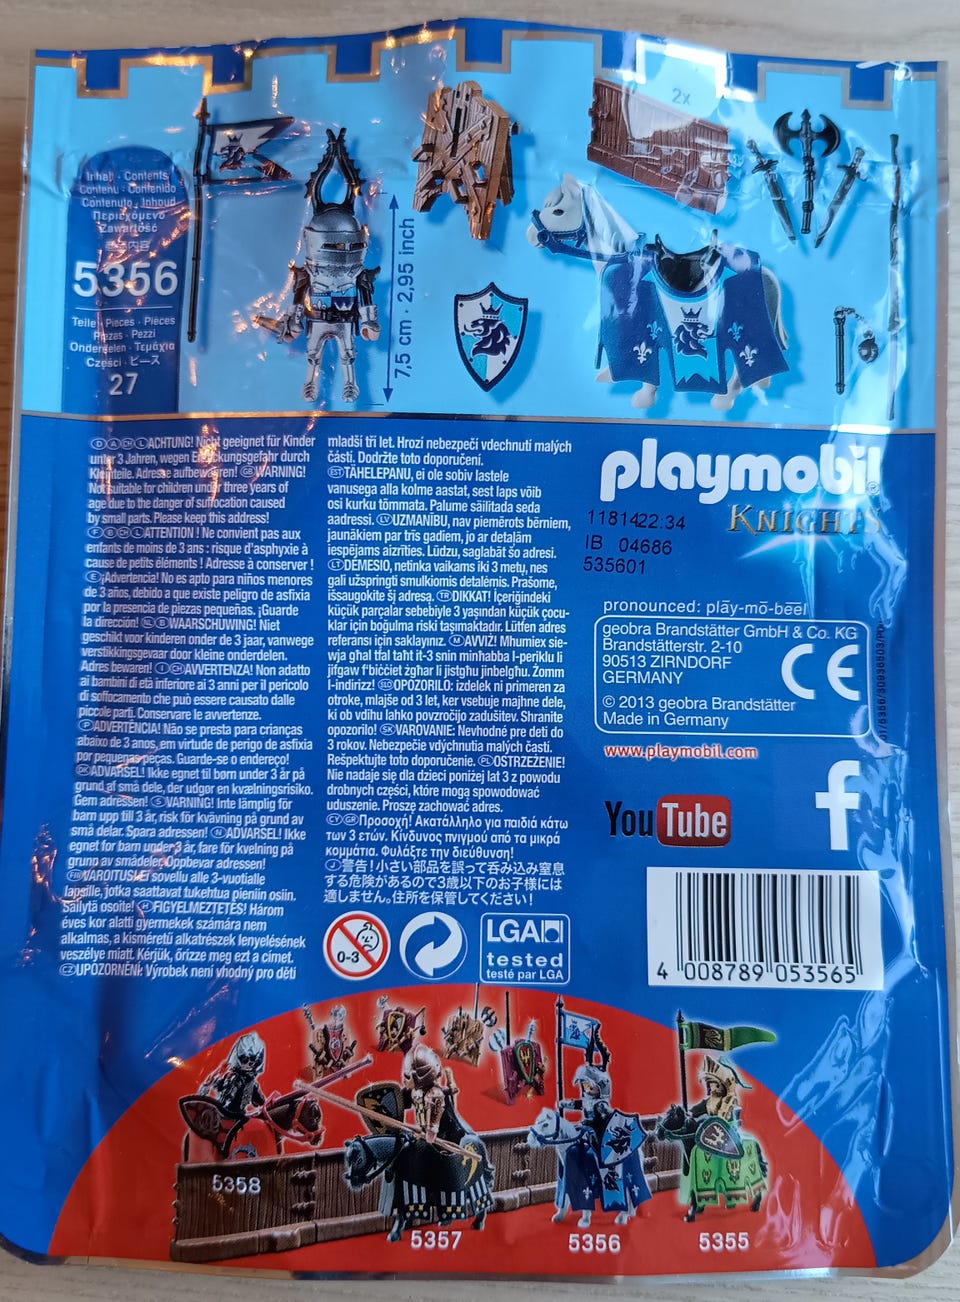 2x
Inhalt · Contents
Contenu · Contenido
Contenuto · Inhoud
Περιεχόμενο
Zawartość
内容
5356
Teile · Pieces · Pièces
Piezas · Pezzi
Onderdelen · Τεμάχια
Części · ピース
27
7,5 cm · 2,95 inch
D A CH L ACHTUNG! Nicht geeignet für Kinder
unter 3 Jahren, wegen Erstickungsgefahr durch
Kleinteile. Adresse aufbewahren! GB WARNING!
Not suitable for children under three years of
age due to the danger of suffocation caused
by small parts. Please keep this address!
F B CH L ATTENTION ! Ne convient pas aux
enfants de moins de 3 ans : risque d'asphyxie à
cause de petits éléments ! Adresse à conserver !
E ¡Advertencia! No es apto para niños menores
de 3 años, debido a que existe peligro de asfixia
por la presencia de piezas pequeñas. ¡Guarde
la dirección! NL B WAARSCHUWING! Niet
geschikt voor kinderen onder de 3 jaar, vanwege
verstikkingsgevaar door kleine onderdelen.
Adres bewaren! I CH AVVERTENZA! Non adatto
ai bambini di età inferiore ai 3 anni per il pericolo
di soffocamento che può essere causato dalle
piccole parti. Conservare le avvertenze.
P ADVERTÊNCIA! Não se presta para crianças
abaixo de 3 anos, em virtude de perigo de asfixia
por pequenas peças. Guarde-se o endereço!
DK ADVARSEL! Ikke egnet til børn under 3 år på
grund af små dele, der udgør en kvælningsrisiko.
Gem adressen! S VARNING! Inte lämplig för
barn upp till 3 år, risk för kvävning på grund av
små delar. Spara adressen! N ADVARSEL! Ikke
egnet for barn under 3 år, fare for kvelning på
grunn av smådeler. Oppbevar adressen!
FIN VAROITUS! Ei sovellu alle 3-vuotialle
lapsille, jotka saattavat tukehtua pieniin osiin.
Säilytä osoite! H FIGYELMEZTETÉS! Három
éves kor alatti gyermekek számára nem
alkalmas, a kisméretű alkatrészek lenyelésének
veszélye miatt. Kérjük, őrizze meg ezt a címet.
CZ UPOZORNĚNÍ: Výrobek není vhodný pro děti
mladší tří let. Hrozí nebezpečí vdechnutí malých
částí. Dodržte toto doporučení.
EST TÄHELEPANU, ei ole sobiv lastele
vanusega alla kolme aastat, sest laps võib
osi kurku tõmmata. Palume säilitada seda
aadressi. LV UZMANĪBU, nav piemērots bērniem,
jaunākiem par trīs gadiem, jo ar detaļām
iespējams aizrīties. Lūdzu, saglabāt šo adresi.
LT DĖMESIO, netinka vaikams iki 3 metų, nes
gali užspringti smulkiomis detalėmis. Prašome,
išsaugokite šį adresą. TR DIKKAT! İçeriğindeki
küçük parçalar sebebiyle 3 yaşından küçük çocu-
klar için boğulma riski taşımaktadır. Lütfen adres
referansı için saklayınız. M AVVIŻ! Mhumiex sie-
wja għal tfal taħt it-3 snin minħabba l-periklu li
jifgaw f'biċċiet żgħar li jistgħu jinbelgħu. Żomm
l-indirizz! SLO OPOZORILO: izdelek ni primeren za
otroke, mlajše od 3 let, ker vsebuje majhne dele,
ki ob vdihu lahko povzročijo zadušitev. Shranite
opozorilo! SK VAROVANIE: Nevhodné pre deti do
3 rokov. Nebezpečie vdýchnutia malých častí.
Rešpektujte toto doporučenie. PL OSTRZEŻENIE!
Nie nadaje się dla dzieci poniżej lat 3 z powodu
drobnych części, które mogą spowodować
uduszenie. Proszę zachować adres.
CY GR Προσοχή! Ακατάλληλο για παιδιά κάτω
των 3 ετών. Κίνδυνος πνιγμού από τα μικρά
κομμάτια. Φυλάξτε την διεύθυνση!
J 警告！小さい部品を誤って呑み込み窒息
する危険があるので3歳以下のお子様には
適しません。住所を保管してください！
0-3
LGA
tested
testé par LGA
playmobil®
KNIGHTS
1181422:34
IB 04686
535601
pronounced: plāy-mō-bēēl
geobra Brandstätter GmbH & Co. KG
Brandstätterstr. 2-10
90513 ZIRNDORF
GERMANY
CE
© 2013 geobra Brandstätter
Made in Germany
www.playmobil.com
YouTube
f
4 008789 053565
5358
5357
5356
5355